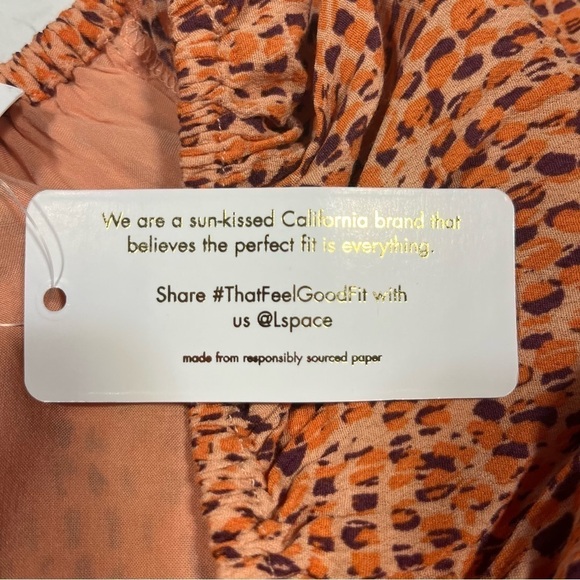 We are a sun-kissed California brand that
believes the perfect fit is everything.
Share #ThatFeelGoodFit with
us @Lspace
made from responsibly sourced paper